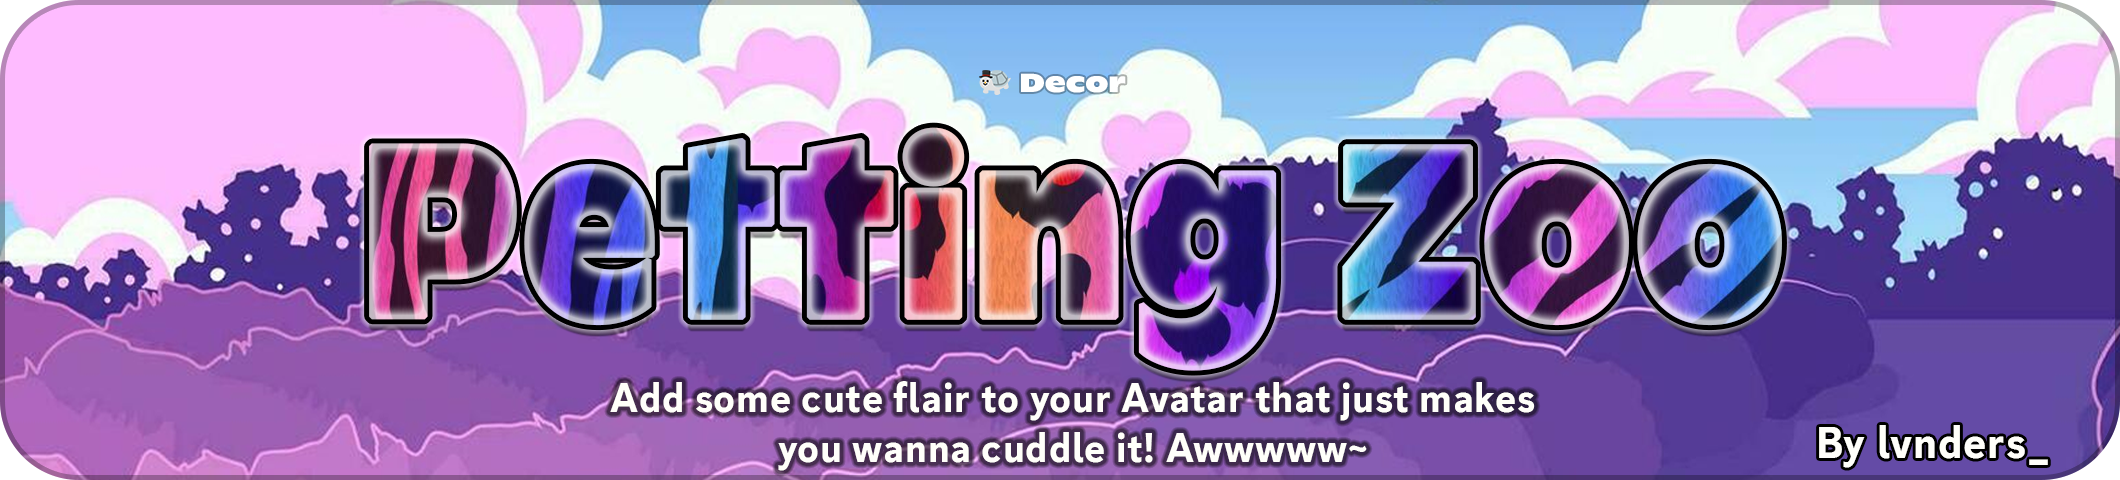 Decor
Petting Zoo
Add some cute flair to your Avatar that just makes
you wanna cuddle it! Awwwww~
By lvnders_